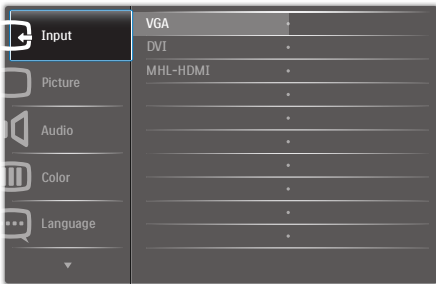 Input
Picture
Audio
Color
Language
VGA
DVI
MHL-HDMI